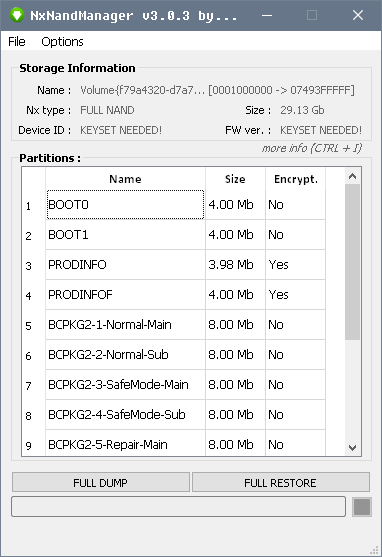 NxNandManager v3.0.3 by...
File Options
Storage Information
Name : Volume{f79a4320-d7a7... [0001000000 -> 07493FFFFF]
Nx type : FULL NAND Size : 29.13 Gb
Device ID : KEYSET NEEDED! FW ver. : KEYSET NEEDED!
more info (CTRL + I)
Partitions :
Name Size Encrypt.
1 BOOT0 4.00 Mb No
2 BOOT1 4.00 Mb No
3 PRODINFO 3.98 Mb Yes
4 PRODINFOF 4.00 Mb Yes
5 BCPKG2-1-Normal-Main 8.00 Mb No
6 BCPKG2-2-Normal-Sub 8.00 Mb No
7 BCPKG2-3-SafeMode-Main 8.00 Mb No
8 BCPKG2-4-SafeMode-Sub 8.00 Mb No
9 BCPKG2-5-Repair-Main 8.00 Mb No
FULL DUMP FULL RESTORE